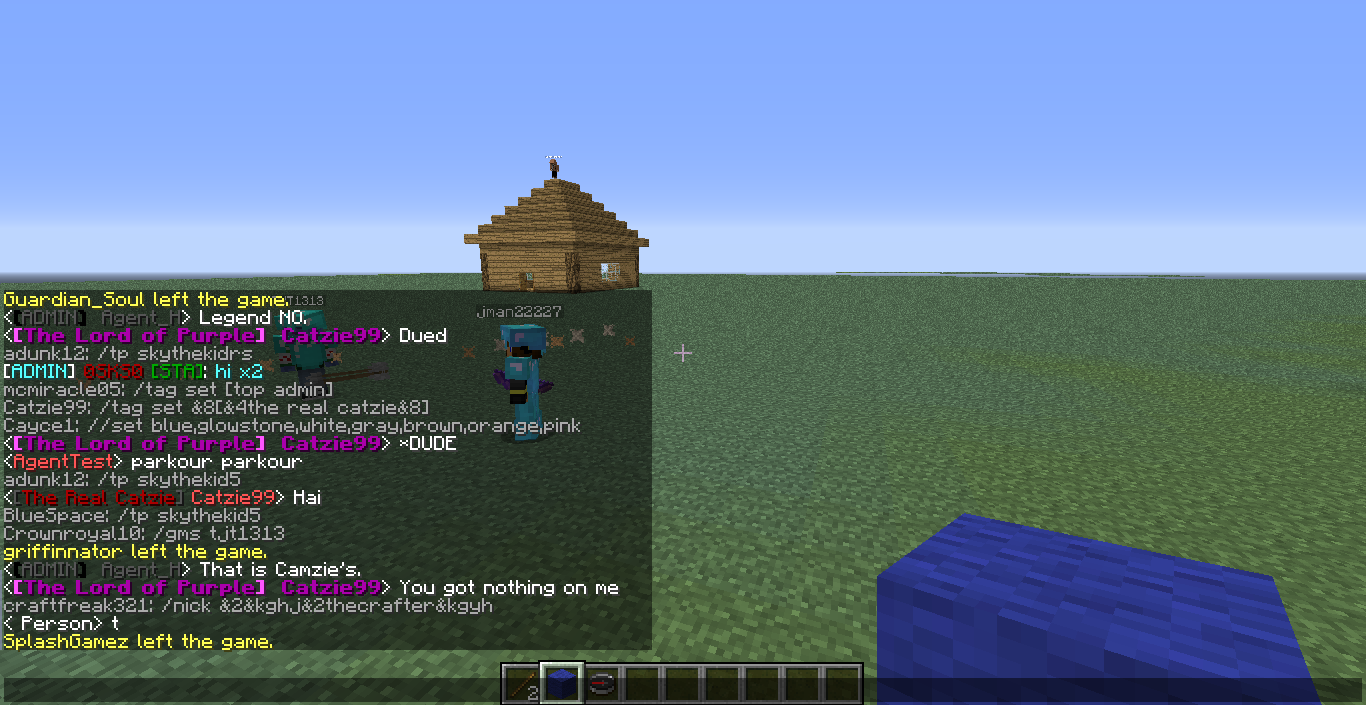 Guardian_Soul left the game.
T1313
<[ADMIN] Agent_H> Legend NO.
jman22227
<[The Lord of Purple] Catzie99> Dued
adunk12: /tp skythekidrs
[ADMIN] 0SKS0 [STA]: hi x2
mcmiracle05: /tag set [top admin]
Catzie99: /tag set &8[&4the real catzie&8]
Cayce1: //set blue,glowstone,white,gray,brown,orange,pink
<[The Lord of Purple] Catzie99> *DUDE
<AgentTest> parkour parkour
adunk12: /tp skythekid5
<[The Real Catzie] Catzie99> Hai
BlueSpace: /tp skythekid5
Crownroyal10: /gms tjt1313
griffinnator left the game.
<[ADMIN] Agent_H> That is Camzie's.
<[The Lord of Purple] Catzie99> You got nothing on me
craftfreak321: /nick &2&kghj&2thecrafter&kgyh
< Person> t
SplashGamez left the game.
2